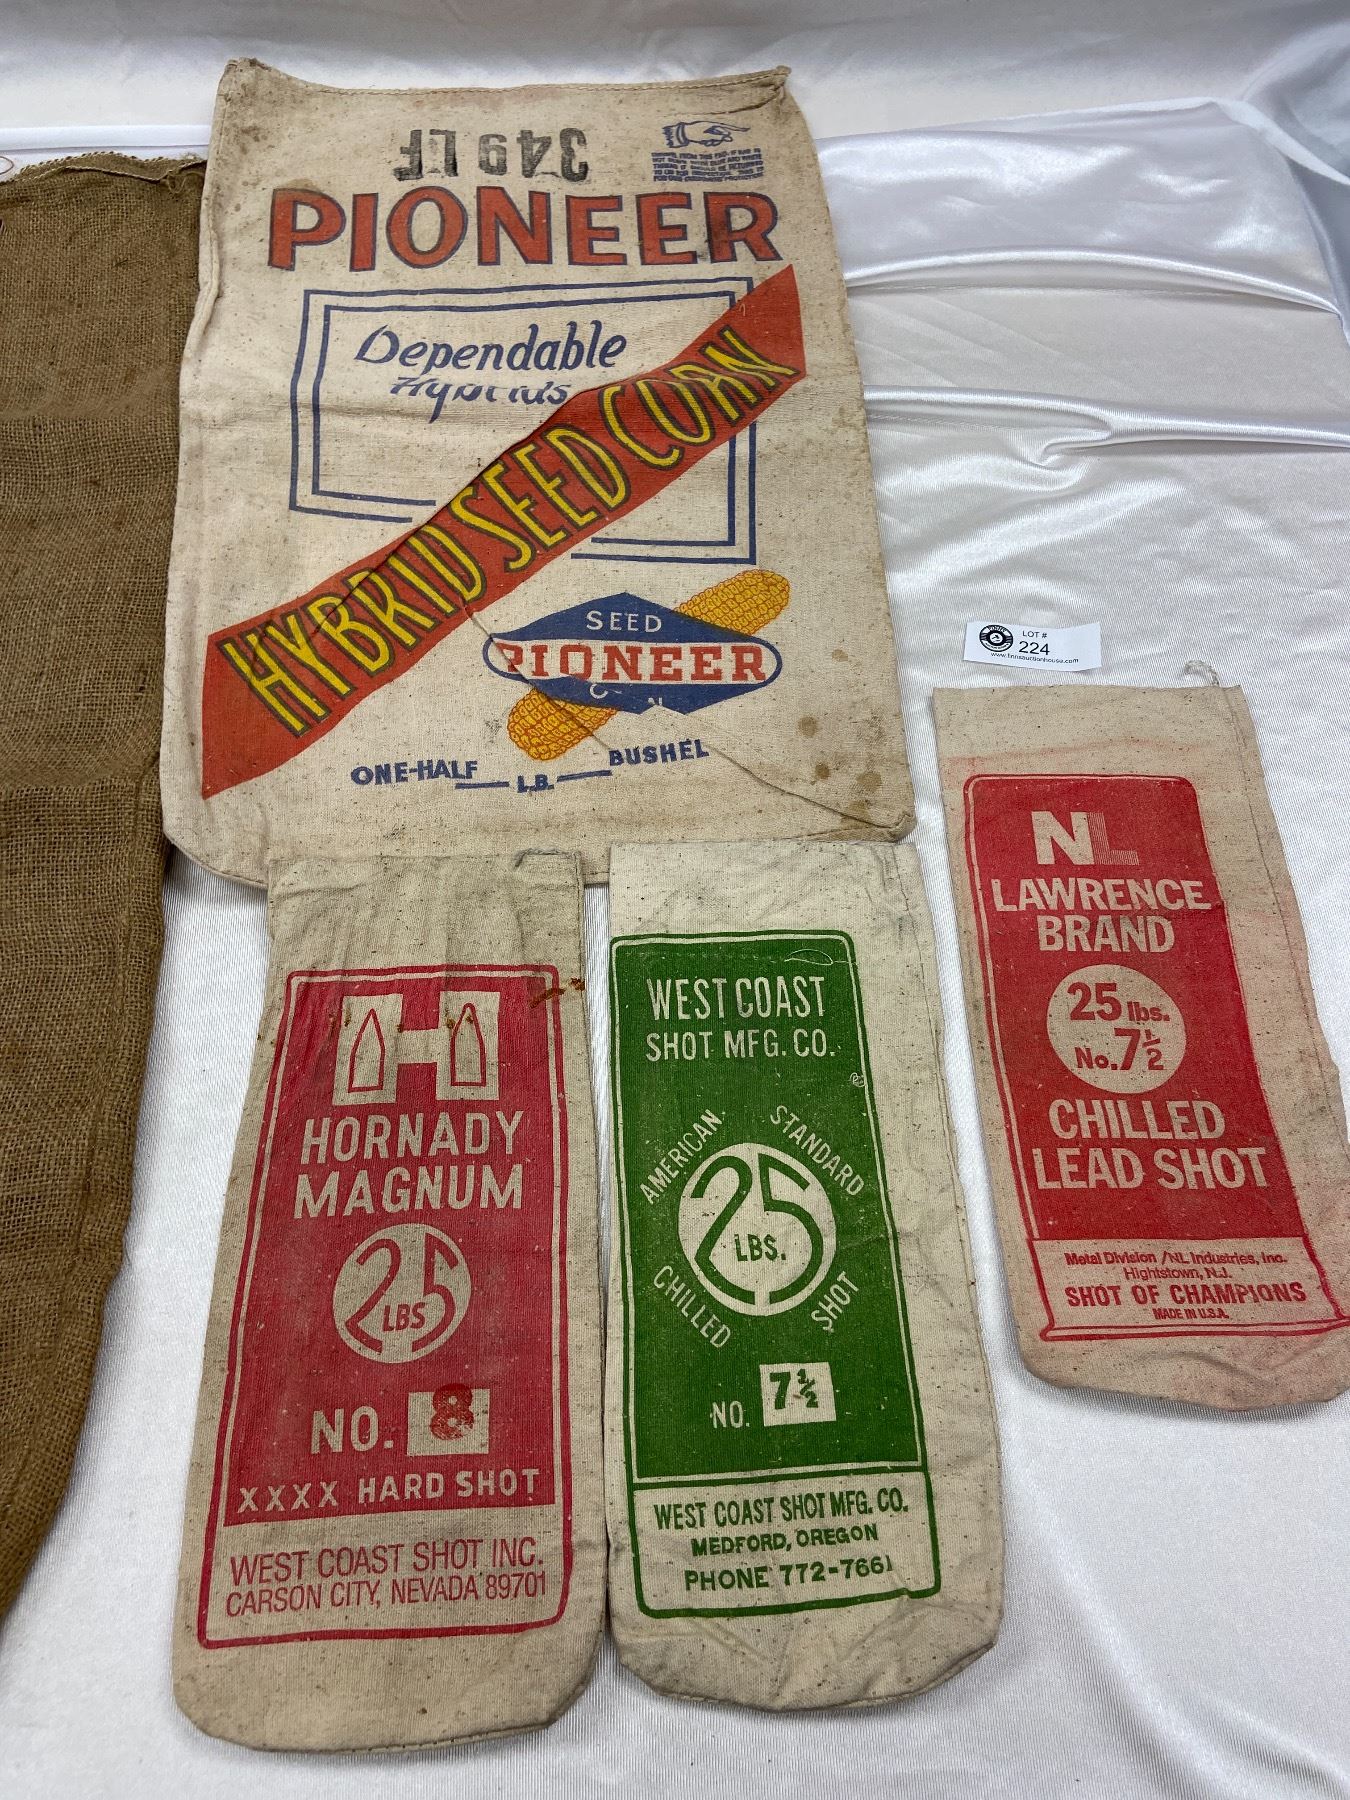 349 LF
PIONEER
Dependable
Hybrids
HYBRID SEED CORN
SEED
PIONEER
ONE-HALF
L.B.
BUSHEL
LOT #
224
www.finnsauctionhouse.com
NL
LAWRENCE
BRAND
25 lbs.
No. 7½
CHILLED
LEAD SHOT
Metal Division / NL Industries, Inc.
Hightstown, N.J.
SHOT OF CHAMPIONS
MADE IN U.S.A.
H
HORNADY
MAGNUM
25
LBS
NO. 8
XXXX HARD SHOT
WEST COAST SHOT INC.
CARSON CITY, NEVADA 89701
WEST COAST
SHOT MFG. CO.
AMERICAN STANDARD
25
LBS.
CHILLED SHOT
NO. 7½
WEST COAST SHOT MFG. CO.
MEDFORD, OREGON
PHONE 772-7661